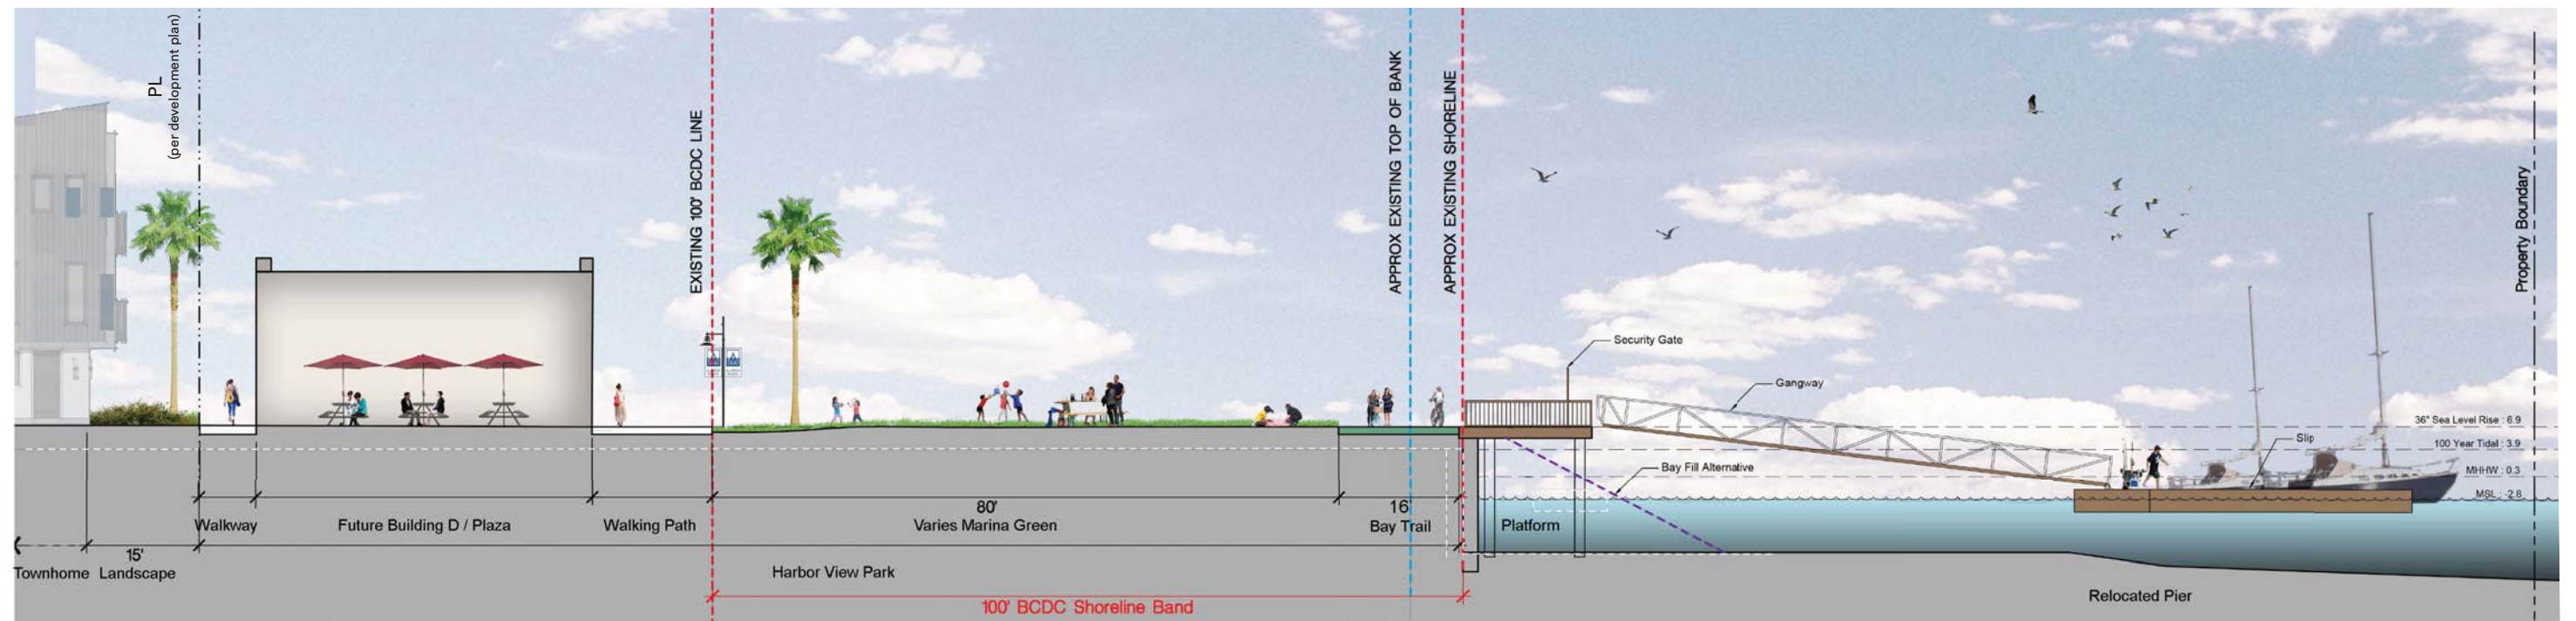 PL
(per development plan)
EXISTING 100' BCDC LINE
APPROX EXISTING TOP OF BANK
APPROX EXISTING SHORELINE
Property Boundary
Security Gate
Gangway
36" Sea Level Rise : 6.9
Slip
100 Year Tidal : 3.9
Bay Fill Alternative
MHHW : 0.3
MSL : -2.8
80'
16'
Walkway
Future Building D / Plaza
Walking Path
Varies Marina Green
Bay Trail
Platform
15'
Townhome
Landscape
Harbor View Park
Relocated Pier
100' BCDC Shoreline Band